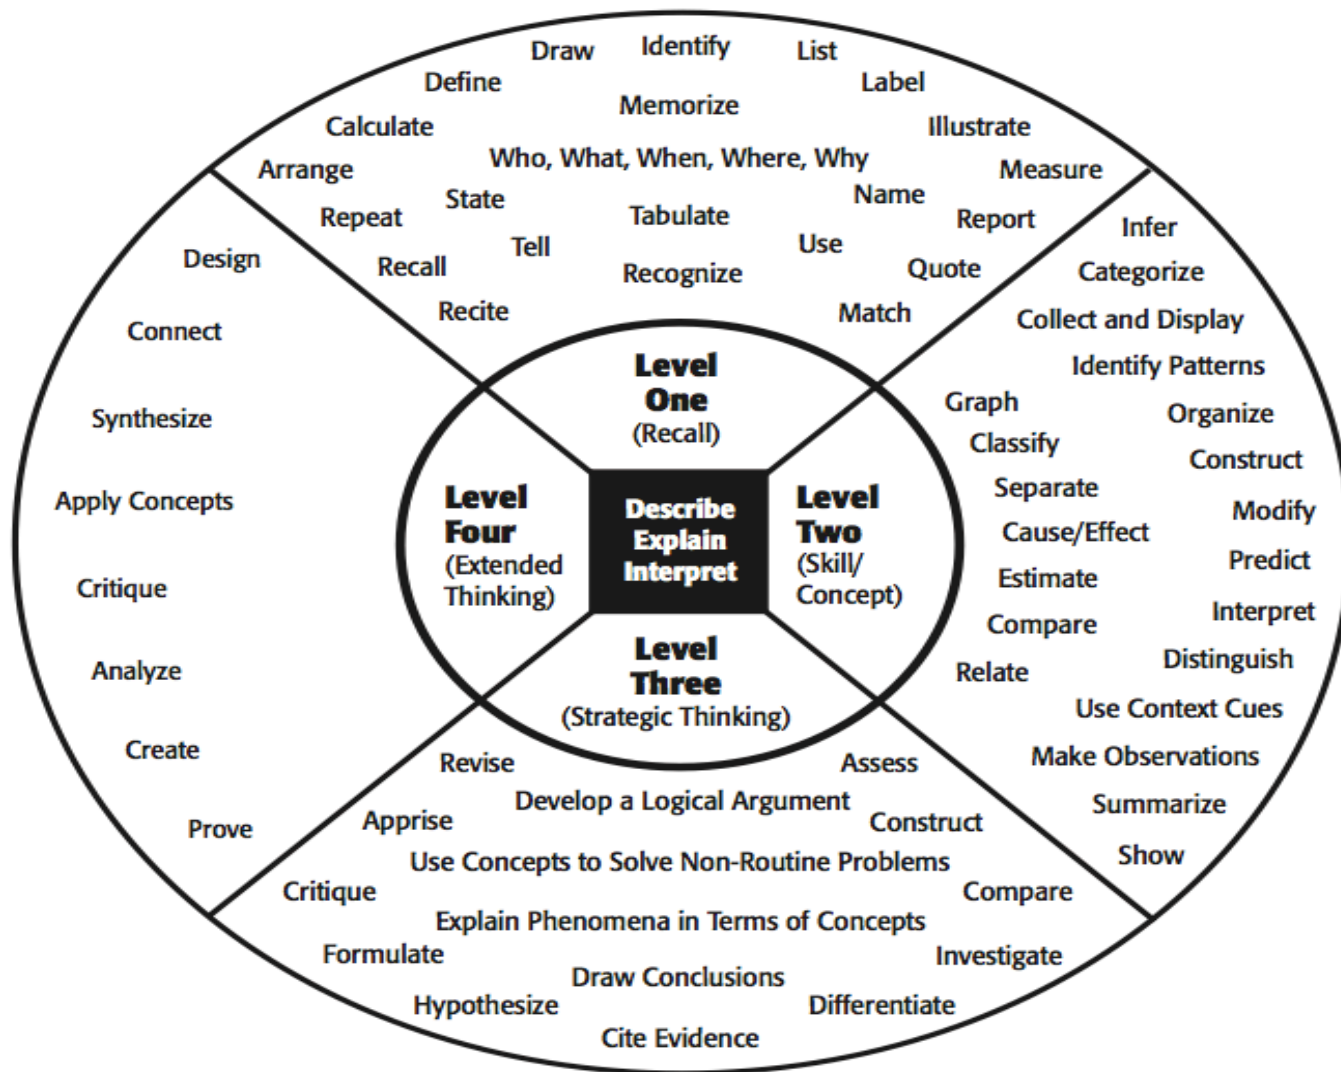 Draw
Identify
List
Define
Label
Memorize
Calculate
Illustrate
Who, What, When, Where, Why
Arrange
Measure
State
Name
Repeat
Tabulate
Report
Tell
Use
Recall
Recognize
Quote
Recite
Match
Level
One
(Recall)
Infer
Categorize
Collect and Display
Identify Patterns
Graph
Organize
Classify
Construct
Separate
Modify
Cause/Effect
Predict
Estimate
Interpret
Compare
Distinguish
Relate
Use Context Cues
Make Observations
Summarize
Show
Level
Two
(Skill/
Concept)
Describe
Explain
Interpret
Level
Four
(Extended
Thinking)
Design
Connect
Synthesize
Apply Concepts
Critique
Analyze
Create
Prove
Level
Three
(Strategic Thinking)
Revise
Assess
Develop a Logical Argument
Apprise
Construct
Use Concepts to Solve Non-Routine Problems
Critique
Compare
Explain Phenomena in Terms of Concepts
Formulate
Investigate
Draw Conclusions
Hypothesize
Differentiate
Cite Evidence